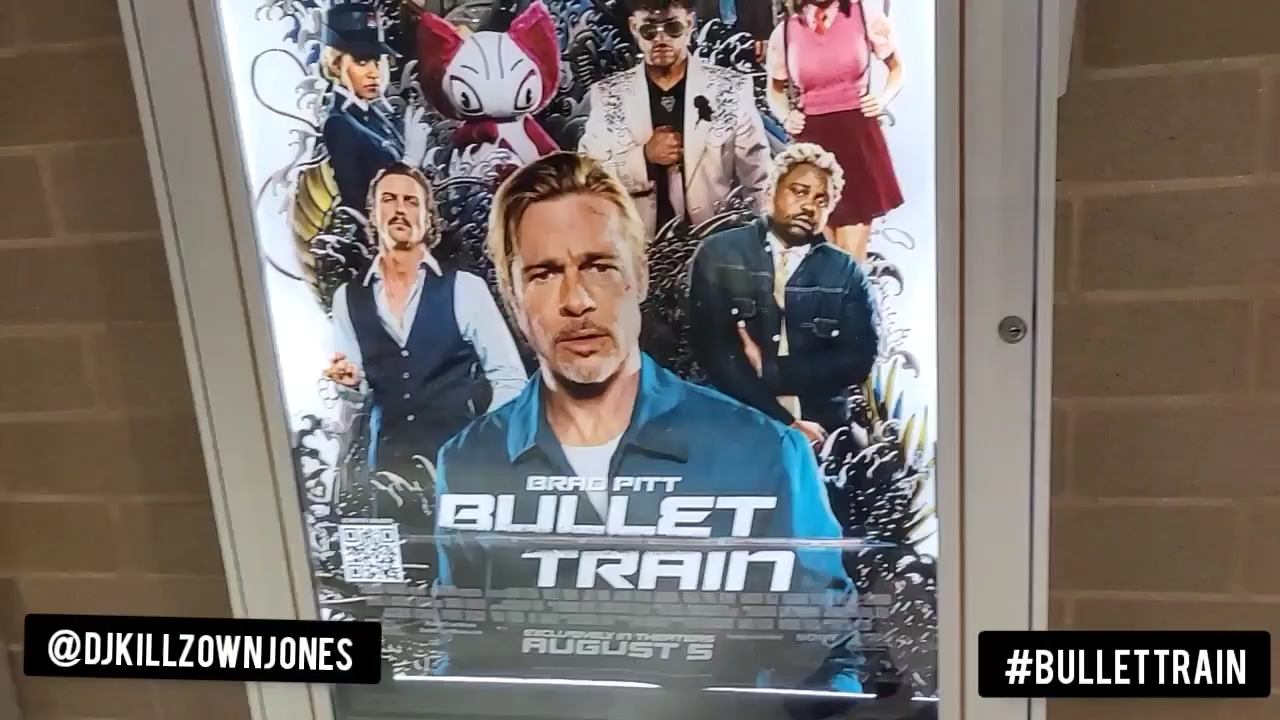 BRAD PITT
BULLET
TRAIN
EXCLUSIVELY IN THEATERS
AUGUST 5
@DJKILLZOWNJONES
#BULLETTRAIN